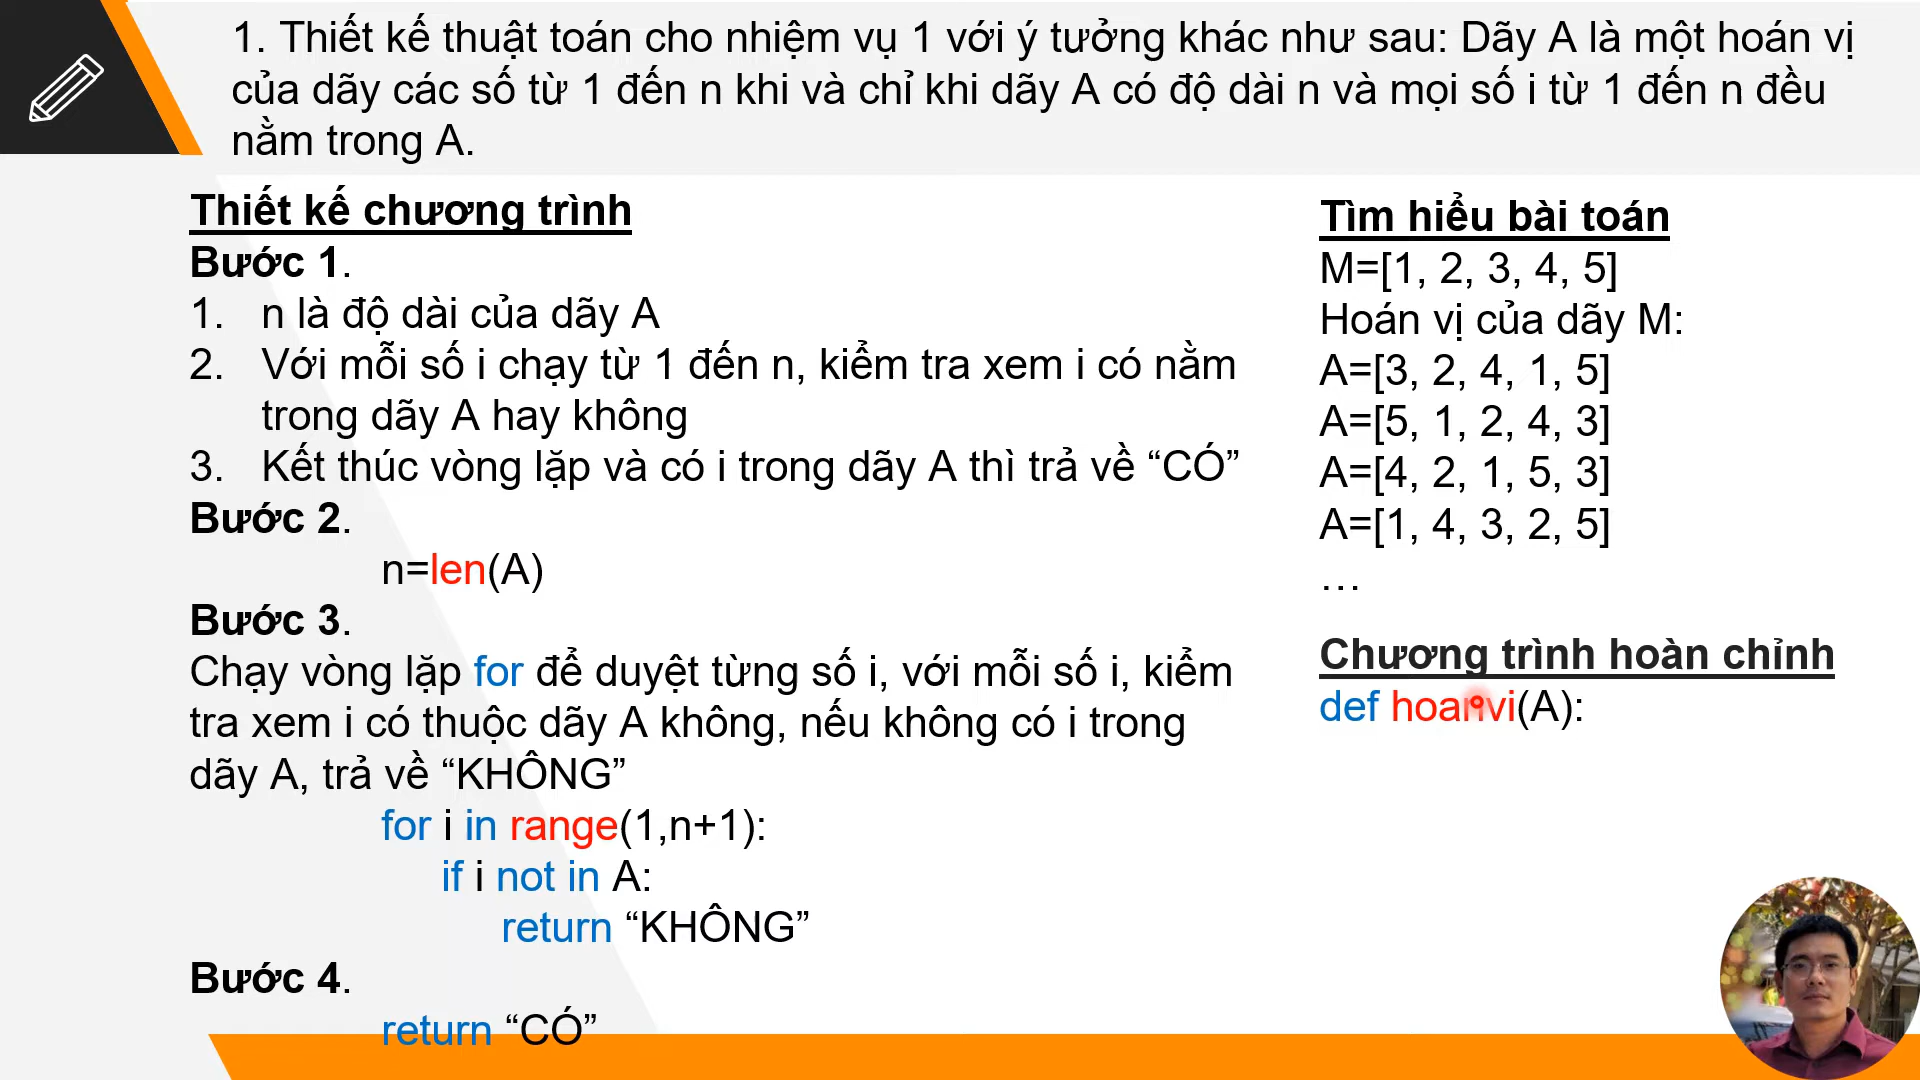 1. Thiết kế thuật toán cho nhiệm vụ 1 với ý tưởng khác như sau: Dãy A là một hoán vị
của dãy các số từ 1 đến n khi và chỉ khi dãy A có độ dài n và mọi số i từ 1 đến n đều
nằm trong A.
Thiết kế chương trình
Bước 1.
1. n là độ dài của dãy A
2. Với mỗi số i chạy từ 1 đến n, kiểm tra xem i có nằm
trong dãy A hay không
3. Kết thúc vòng lặp và có i trong dãy A thì trả về “CÓ”
Bước 2.
n=len(A)
Bước 3.
Chạy vòng lặp for để duyệt từng số i, với mỗi số i, kiểm
tra xem i có thuộc dãy A không, nếu không có i trong
dãy A, trả về “KHÔNG”
for i in range(1,n+1):
if i not in A:
return “KHÔNG”
Bước 4.
return “CÓ”
Tìm hiểu bài toán
M=[1, 2, 3, 4, 5]
Hoán vị của dãy M:
A=[3, 2, 4, 1, 5]
A=[5, 1, 2, 4, 3]
A=[4, 2, 1, 5, 3]
A=[1, 4, 3, 2, 5]
…
Chương trình hoàn chỉnh
def hoanvi(A):